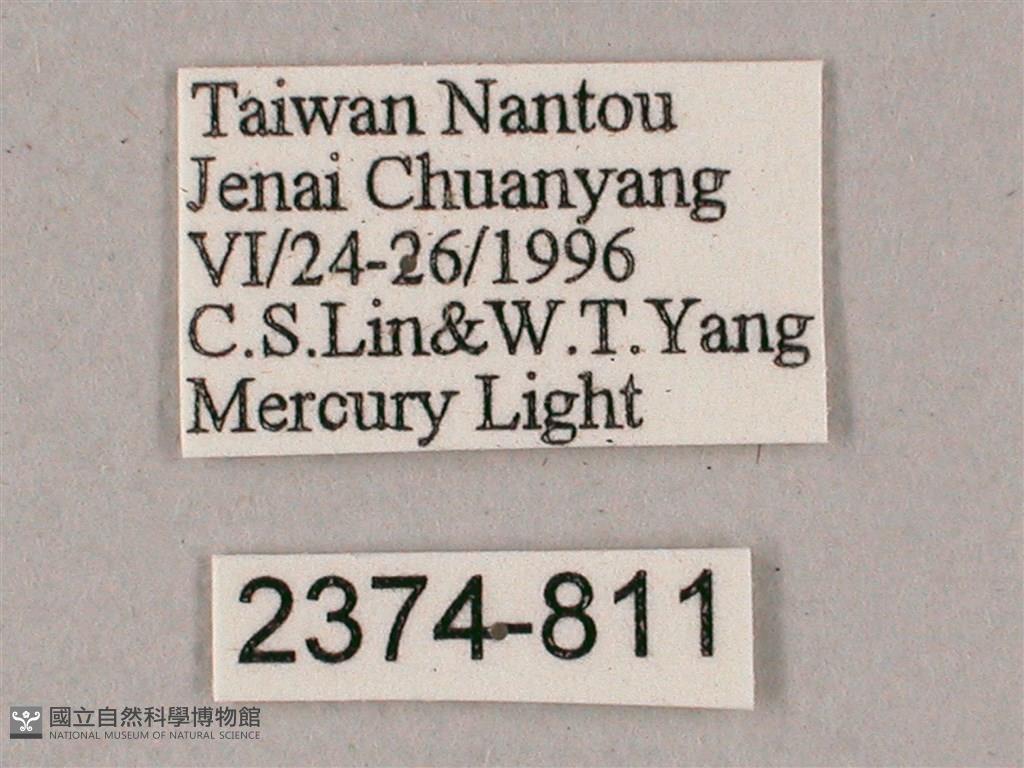 Taiwan Nantou
Jenai Chuanyang
VI/24-26/1996
C.S.Lin&W.T.Yang
Mercury Light
2374-811
國立自然科學博物館
NATIONAL MUSEUM OF NATURAL SCIENCE